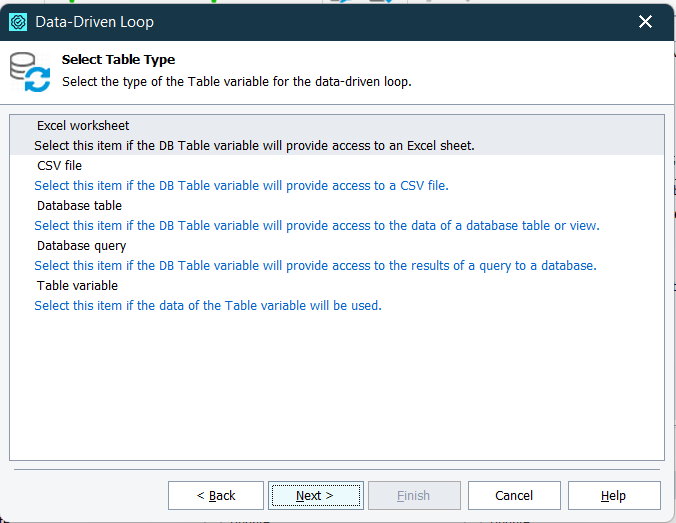 Data-Driven Loop
Select Table Type
Select the type of the Table variable for the data-driven loop.
Excel worksheet
Select this item if the DB Table variable will provide access to an Excel sheet.
CSV file
Select this item if the DB Table variable will provide access to a CSV file.
Database table
Select this item if the DB Table variable will provide access to the data of a database table or view.
Database query
Select this item if the DB Table variable will provide access to the results of a query to a database.
Table variable
Select this item if the data of the Table variable will be used.
< Back
Next >
Finish
Cancel
Help